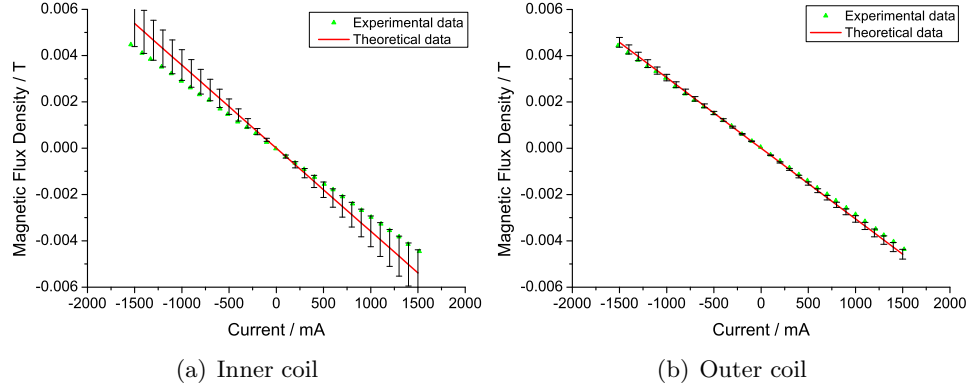 Experimental data
Theoretical data
0.006
0.004
0.002
0.000
-0.002
-0.004
-0.006
Magnetic Flux Density / T
-2000 -1500 -1000 -500 0 500 1000 1500 2000
Current / mA
(a) Inner coil
Experimental data
Theoretical data
0.006
0.004
0.002
0.000
-0.002
-0.004
-0.006
Magnetic Flux Density / T
-2000 -1500 -1000 -500 0 500 1000 1500 2000
Current / mA
(b) Outer coil